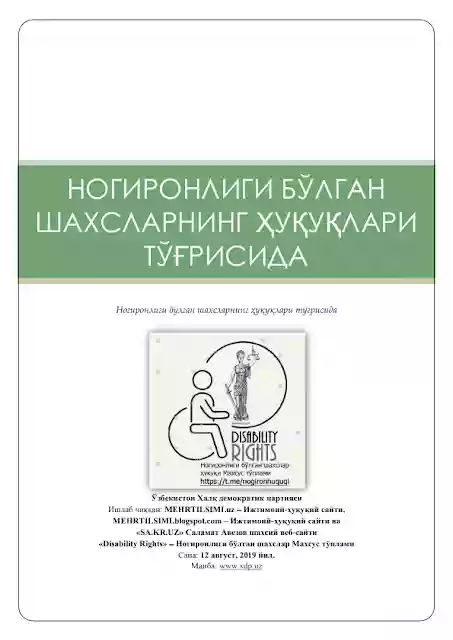 НОГИРОНЛИГИ БЎЛГАН
ШАХСЛАРНИНГ ҲУҚУҚЛАРИ
ТЎҒРИСИДА
Ногиронлиги бўлган шахсларнинг ҳуқуқлари тўғрисида
DISABILITY
RIGHTS
Ногиронлиги бўлган шахслар
ҳуқуқи Махсус тўплами
https://t.me/nogironhuquqi
Ўзбекистон Халқ демократик партияси
Ишлаб чиқди: MEHRTILSIMI.uz – Ижтимоий-ҳуқуқий сайти,
MEHRTILSIMI.blogspot.com – Ижтимоий-ҳуқуқий сайти ва
«SA.KR.UZ» Саламат Авезов шахсий веб-сайти
«Disability Rights» – Ногиронлиги бўлган шахслар Махсус тўплами
Сана: 12 август, 2019 йил.
Манба: www.xdp.uz